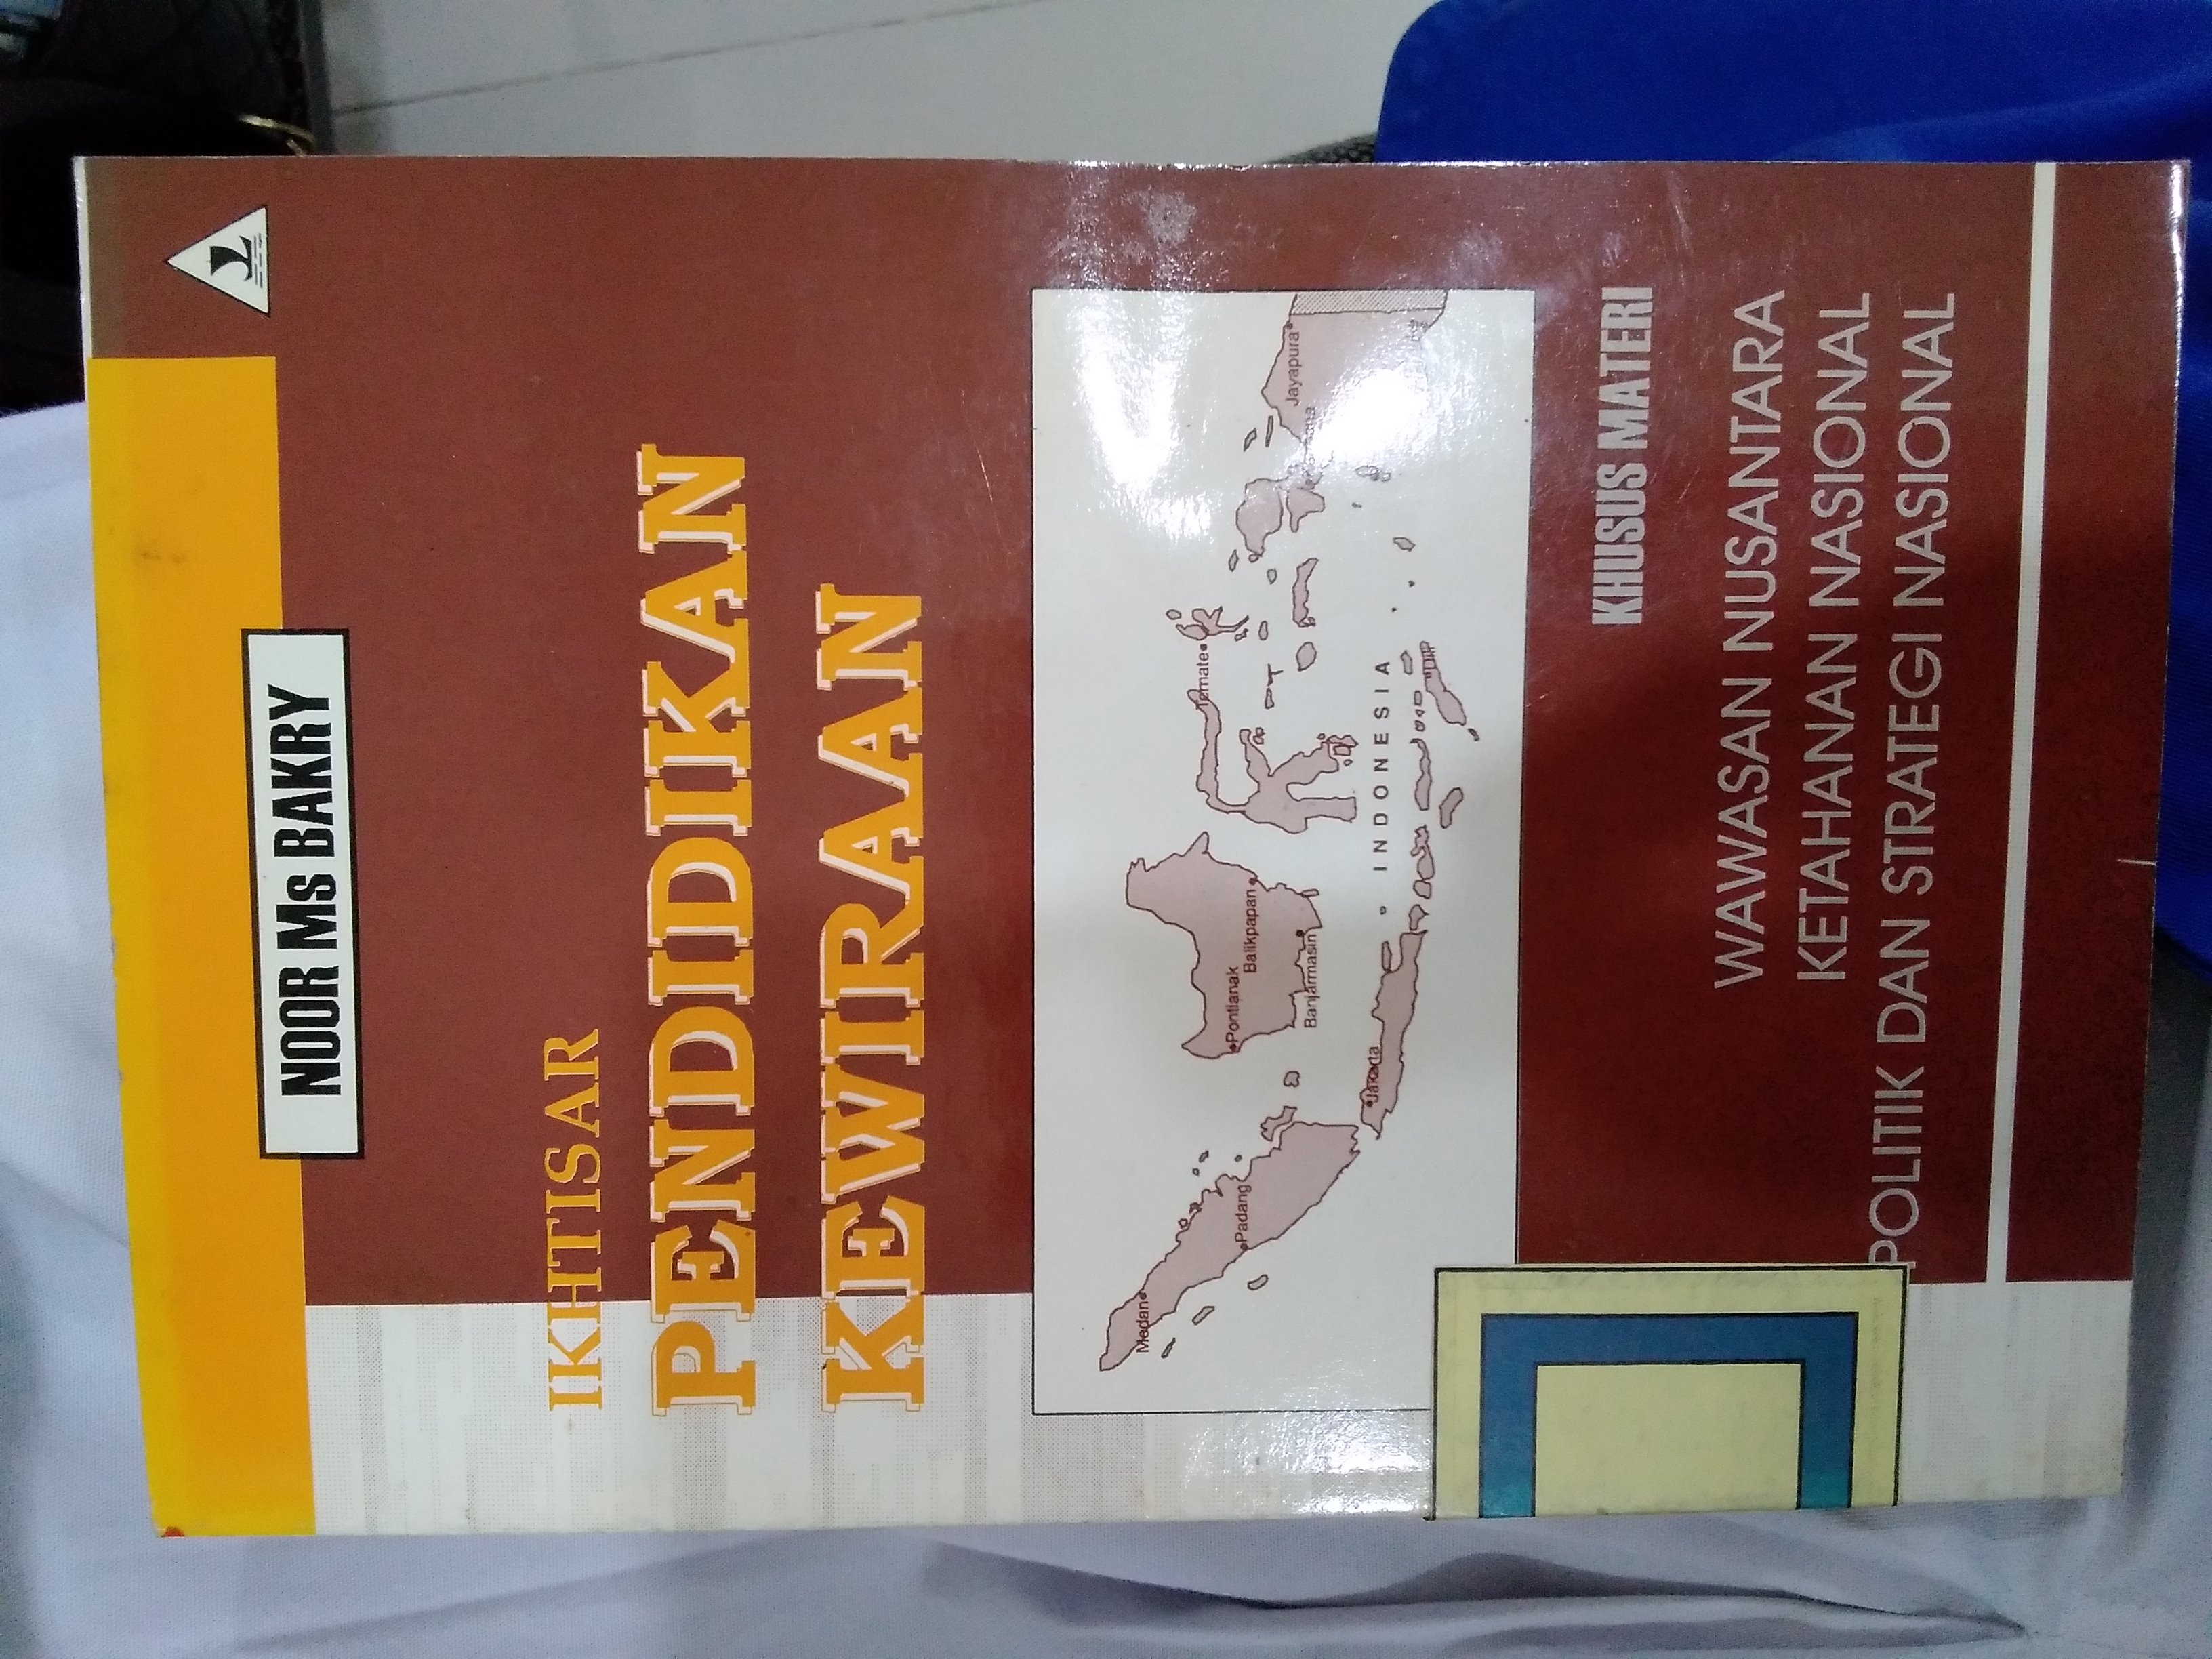 NOOR Ms BAKRY
IKHTISAR
PENDIDIKAN
KEWIRAAN
Medan
Padang
Pontianak
Balikpapan
Banjarmasin
Jakarta
Jayapura
INDONESIA
KHUSUS MATERI
WAWASAN NUSANTARA
KETAHANAN NASIONAL
POLITIK DAN STRATEGI NASIONAL